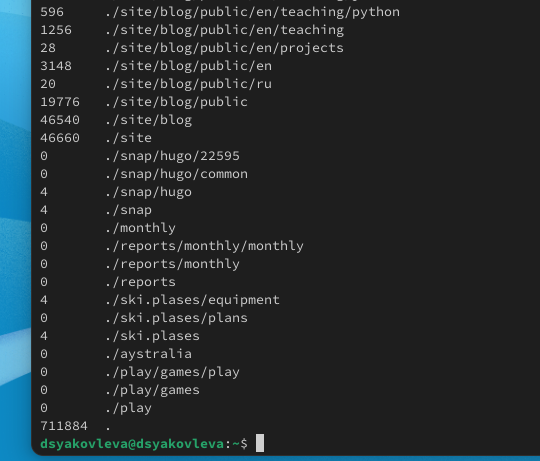 596     ./site/blog/public/en/teaching/python
1256    ./site/blog/public/en/teaching
28      ./site/blog/public/en/projects
3148    ./site/blog/public/en
20      ./site/blog/public/ru
19776   ./site/blog/public
46540   ./site/blog
46660   ./site
0       ./snap/hugo/22595
0       ./snap/hugo/common
4       ./snap/hugo
4       ./snap
0       ./monthly
0       ./reports/monthly/monthly
0       ./reports/monthly
0       ./reports
4       ./ski.plases/equipment
0       ./ski.plases/plans
4       ./ski.plases
0       ./aystralia
0       ./play/games/play
0       ./play/games
0       ./play
711884  .
dsyakovleva@dsyakovleva:~$